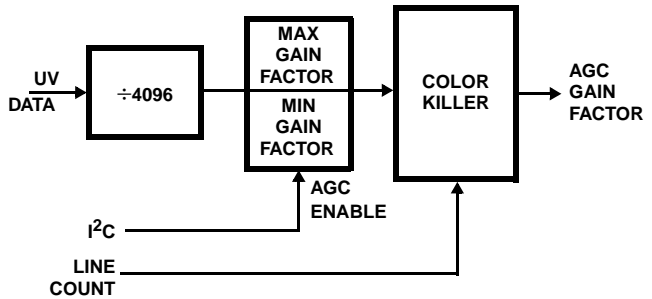 UV
DATA
÷4096
MAX
GAIN
FACTOR
MIN
GAIN
FACTOR
COLOR
KILLER
AGC
GAIN
FACTOR
AGC
ENABLE
I²C
LINE
COUNT